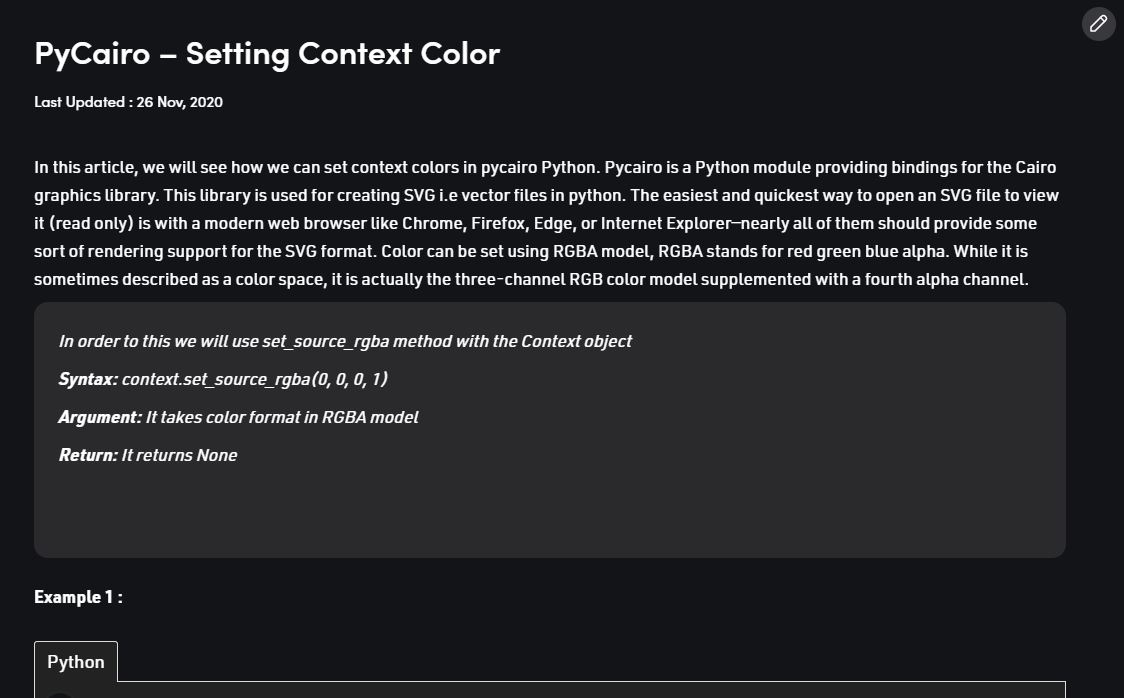 PyCairo – Setting Context Color
Last Updated : 26 Nov, 2020
In this article, we will see how we can set context colors in pycairo Python. Pycairo is a Python module providing bindings for the Cairo
graphics library. This library is used for creating SVG i.e vector files in python. The easiest and quickest way to open an SVG file to view
it (read only) is with a modern web browser like Chrome, Firefox, Edge, or Internet Explorer—nearly all of them should provide some
sort of rendering support for the SVG format. Color can be set using RGBA model, RGBA stands for red green blue alpha. While it is
sometimes described as a color space, it is actually the three-channel RGB color model supplemented with a fourth alpha channel.
In order to this we will use set_source_rgba method with the Context object
Syntax: context.set_source_rgba(0, 0, 0, 1)
Argument: It takes color format in RGBA model
Return: It returns None
Example 1 :
Python